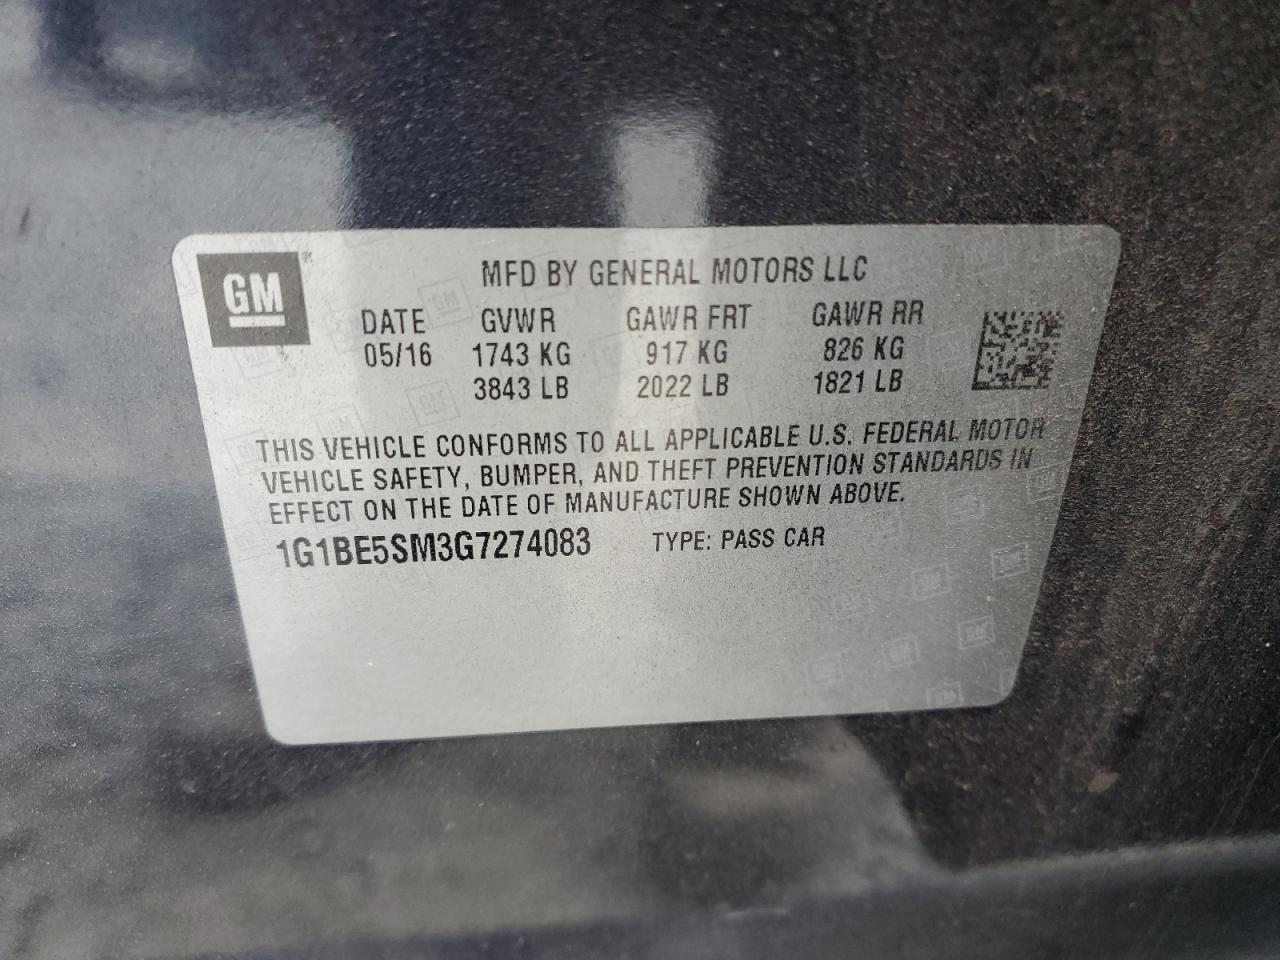 GM
MFD BY GENERAL MOTORS LLC
DATE GVWR GAWR FRT GAWR RR
05/16 1743 KG 917 KG 826 KG
3843 LB 2022 LB 1821 LB
THIS VEHICLE CONFORMS TO ALL APPLICABLE U.S. FEDERAL MOTOR
VEHICLE SAFETY, BUMPER, AND THEFT PREVENTION STANDARDS IN
EFFECT ON THE DATE OF MANUFACTURE SHOWN ABOVE.
1G1BE5SM3G7274083 TYPE: PASS CAR